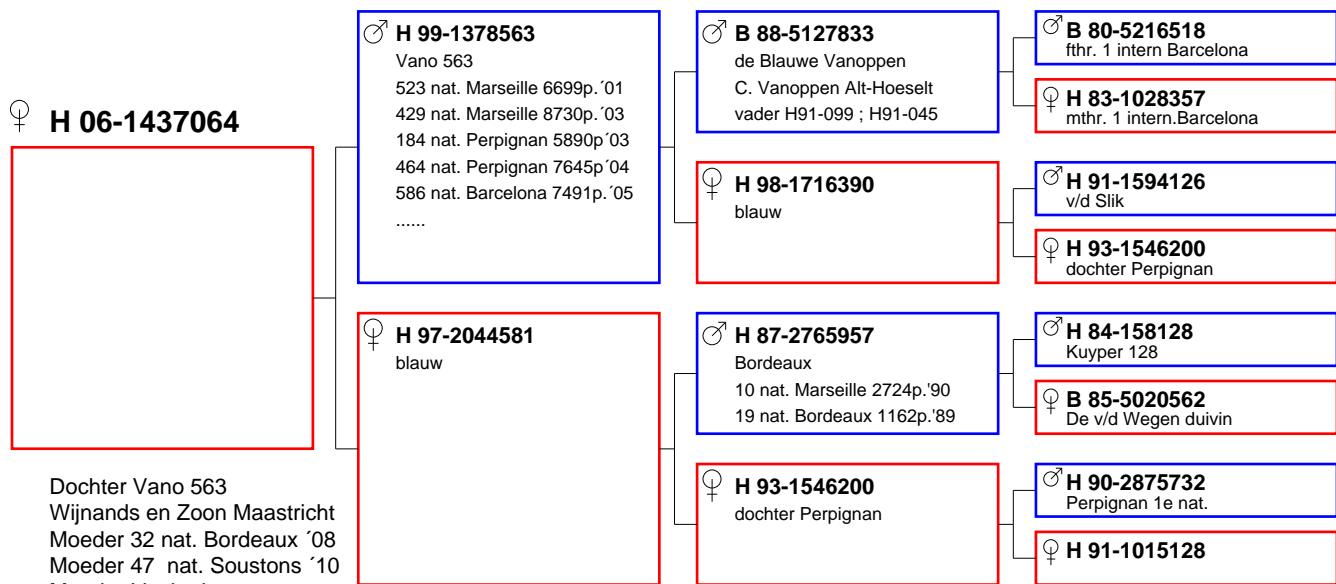 H 06-1437064
Dochter Vano 563
Wijnands en Zoon Maastricht
Moeder 32 nat. Bordeaux ´08
Moeder 47 nat. Soustons ´10
H 99-1378563
Vano 563
523 nat. Marseille 6699p.´01
429 nat. Marseille 8730p.´03
184 nat. Perpignan 5890p´03
464 nat. Perpignan 7645p´04
586 nat. Barcelona 7491p.´05
......
H 97-2044581
blauw
B 88-5127833
de Blauwe Vanoppen
C. Vanoppen Alt-Hoeselt
vader H91-099 ; H91-045
H 98-1716390
blauw
H 87-2765957
Bordeaux
10 nat. Marseille 2724p.'90
19 nat. Bordeaux 1162p.'89
H 93-1546200
dochter Perpignan
B 80-5216518
fthr. 1 intern Barcelona
H 83-1028357
mthr. 1 intern.Barcelona
H 91-1594126
v/d Slik
H 93-1546200
dochter Perpignan
H 84-158128
Kuyper 128
B 85-5020562
De v/d Wegen duivin
H 90-2875732
Perpignan 1e nat.
H 91-1015128